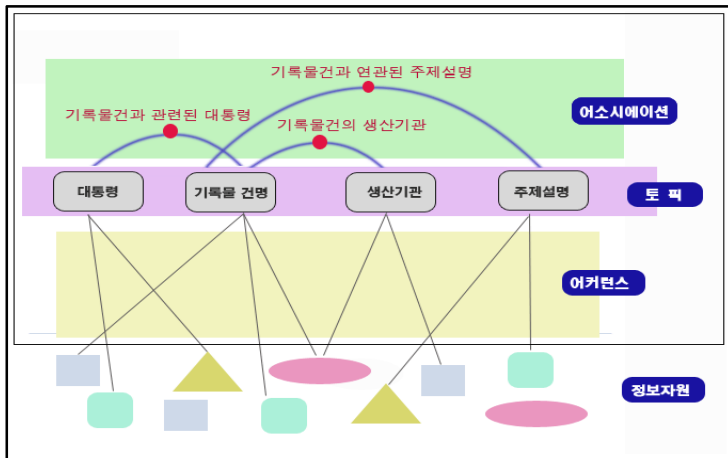 기록물건과 연관된 주제설명
어소시에이션
기록물건과 관련된 대통령
기록물건의 생산기관
대통령
기록물 건명
생산기관
주제설명
토 픽
어커런스
정보자원